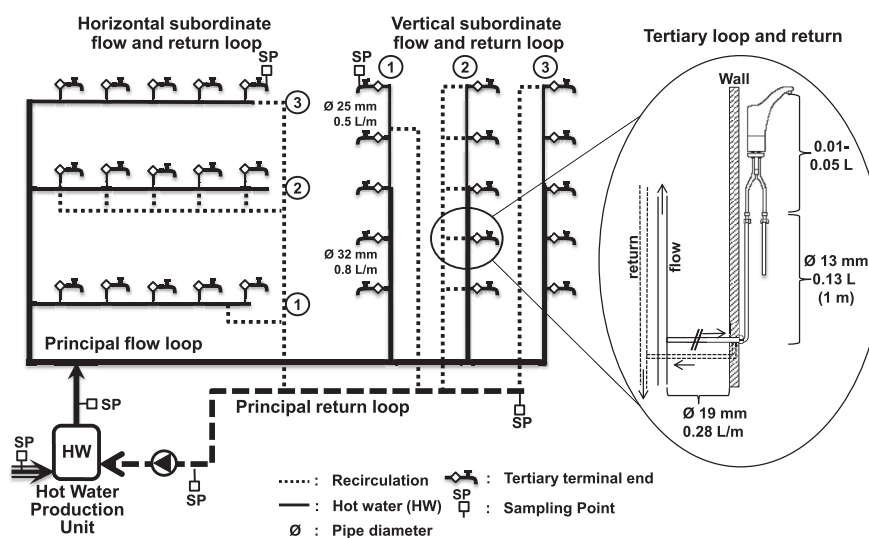 Horizontal subordinate
flow and return loop
SP
3
2
1
Principal flow loop
Vertical subordinate
flow and return loop
SP
1
2
3
Ø 25 mm
0.5 L/m
Ø 32 mm
0.8 L/m
Tertiary loop and return
Wall
0.01-
0.05 L
return
flow
Ø 13 mm
0.13 L
(1 m)
Ø 19 mm
0.28 L/m
Principal return loop
SP
SP
SP
SP
HW
Hot Water
Production
Unit
: Recirculation
: Hot water (HW)
Ø : Pipe diameter
: Tertiary terminal end
SP
: Sampling Point